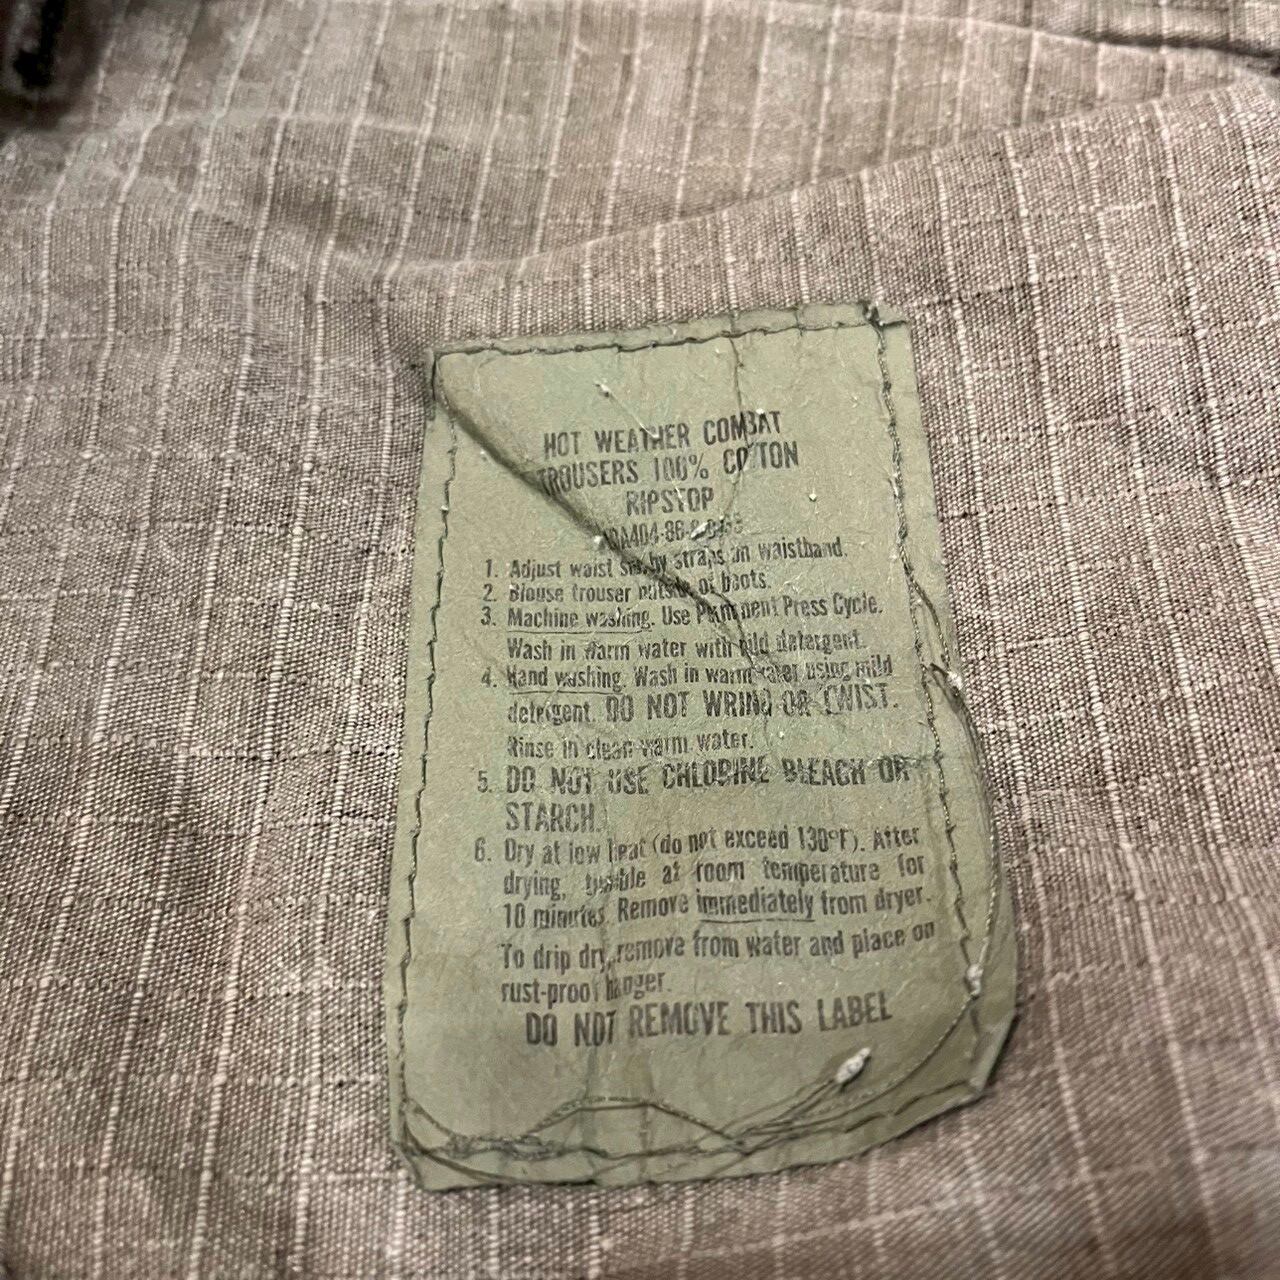 HOT WEATHER COMBAT
TROUSERS 100% COTTON
RIPSTOP
1. Adjust waist by straps on waistband.
2. Blouse trouser outside of boots.
3. Machine washing. Use Permanent Press Cycle.
Wash in warm water with mild detergent.
4. Hand washing. Wash in warm water using mild
detergent. DO NOT WRING OR TWIST.
Rinse in clean warm water.
5. DO NOT USE CHLORINE BLEACH OR
STARCH.
6. Dry at low heat (do not exceed 130°F). After
drying, tumble at room temperature for
10 minutes. Remove immediately from dryer.
To drip dry, remove from water and place on
rust-proof hanger.
DO NOT REMOVE THIS LABEL